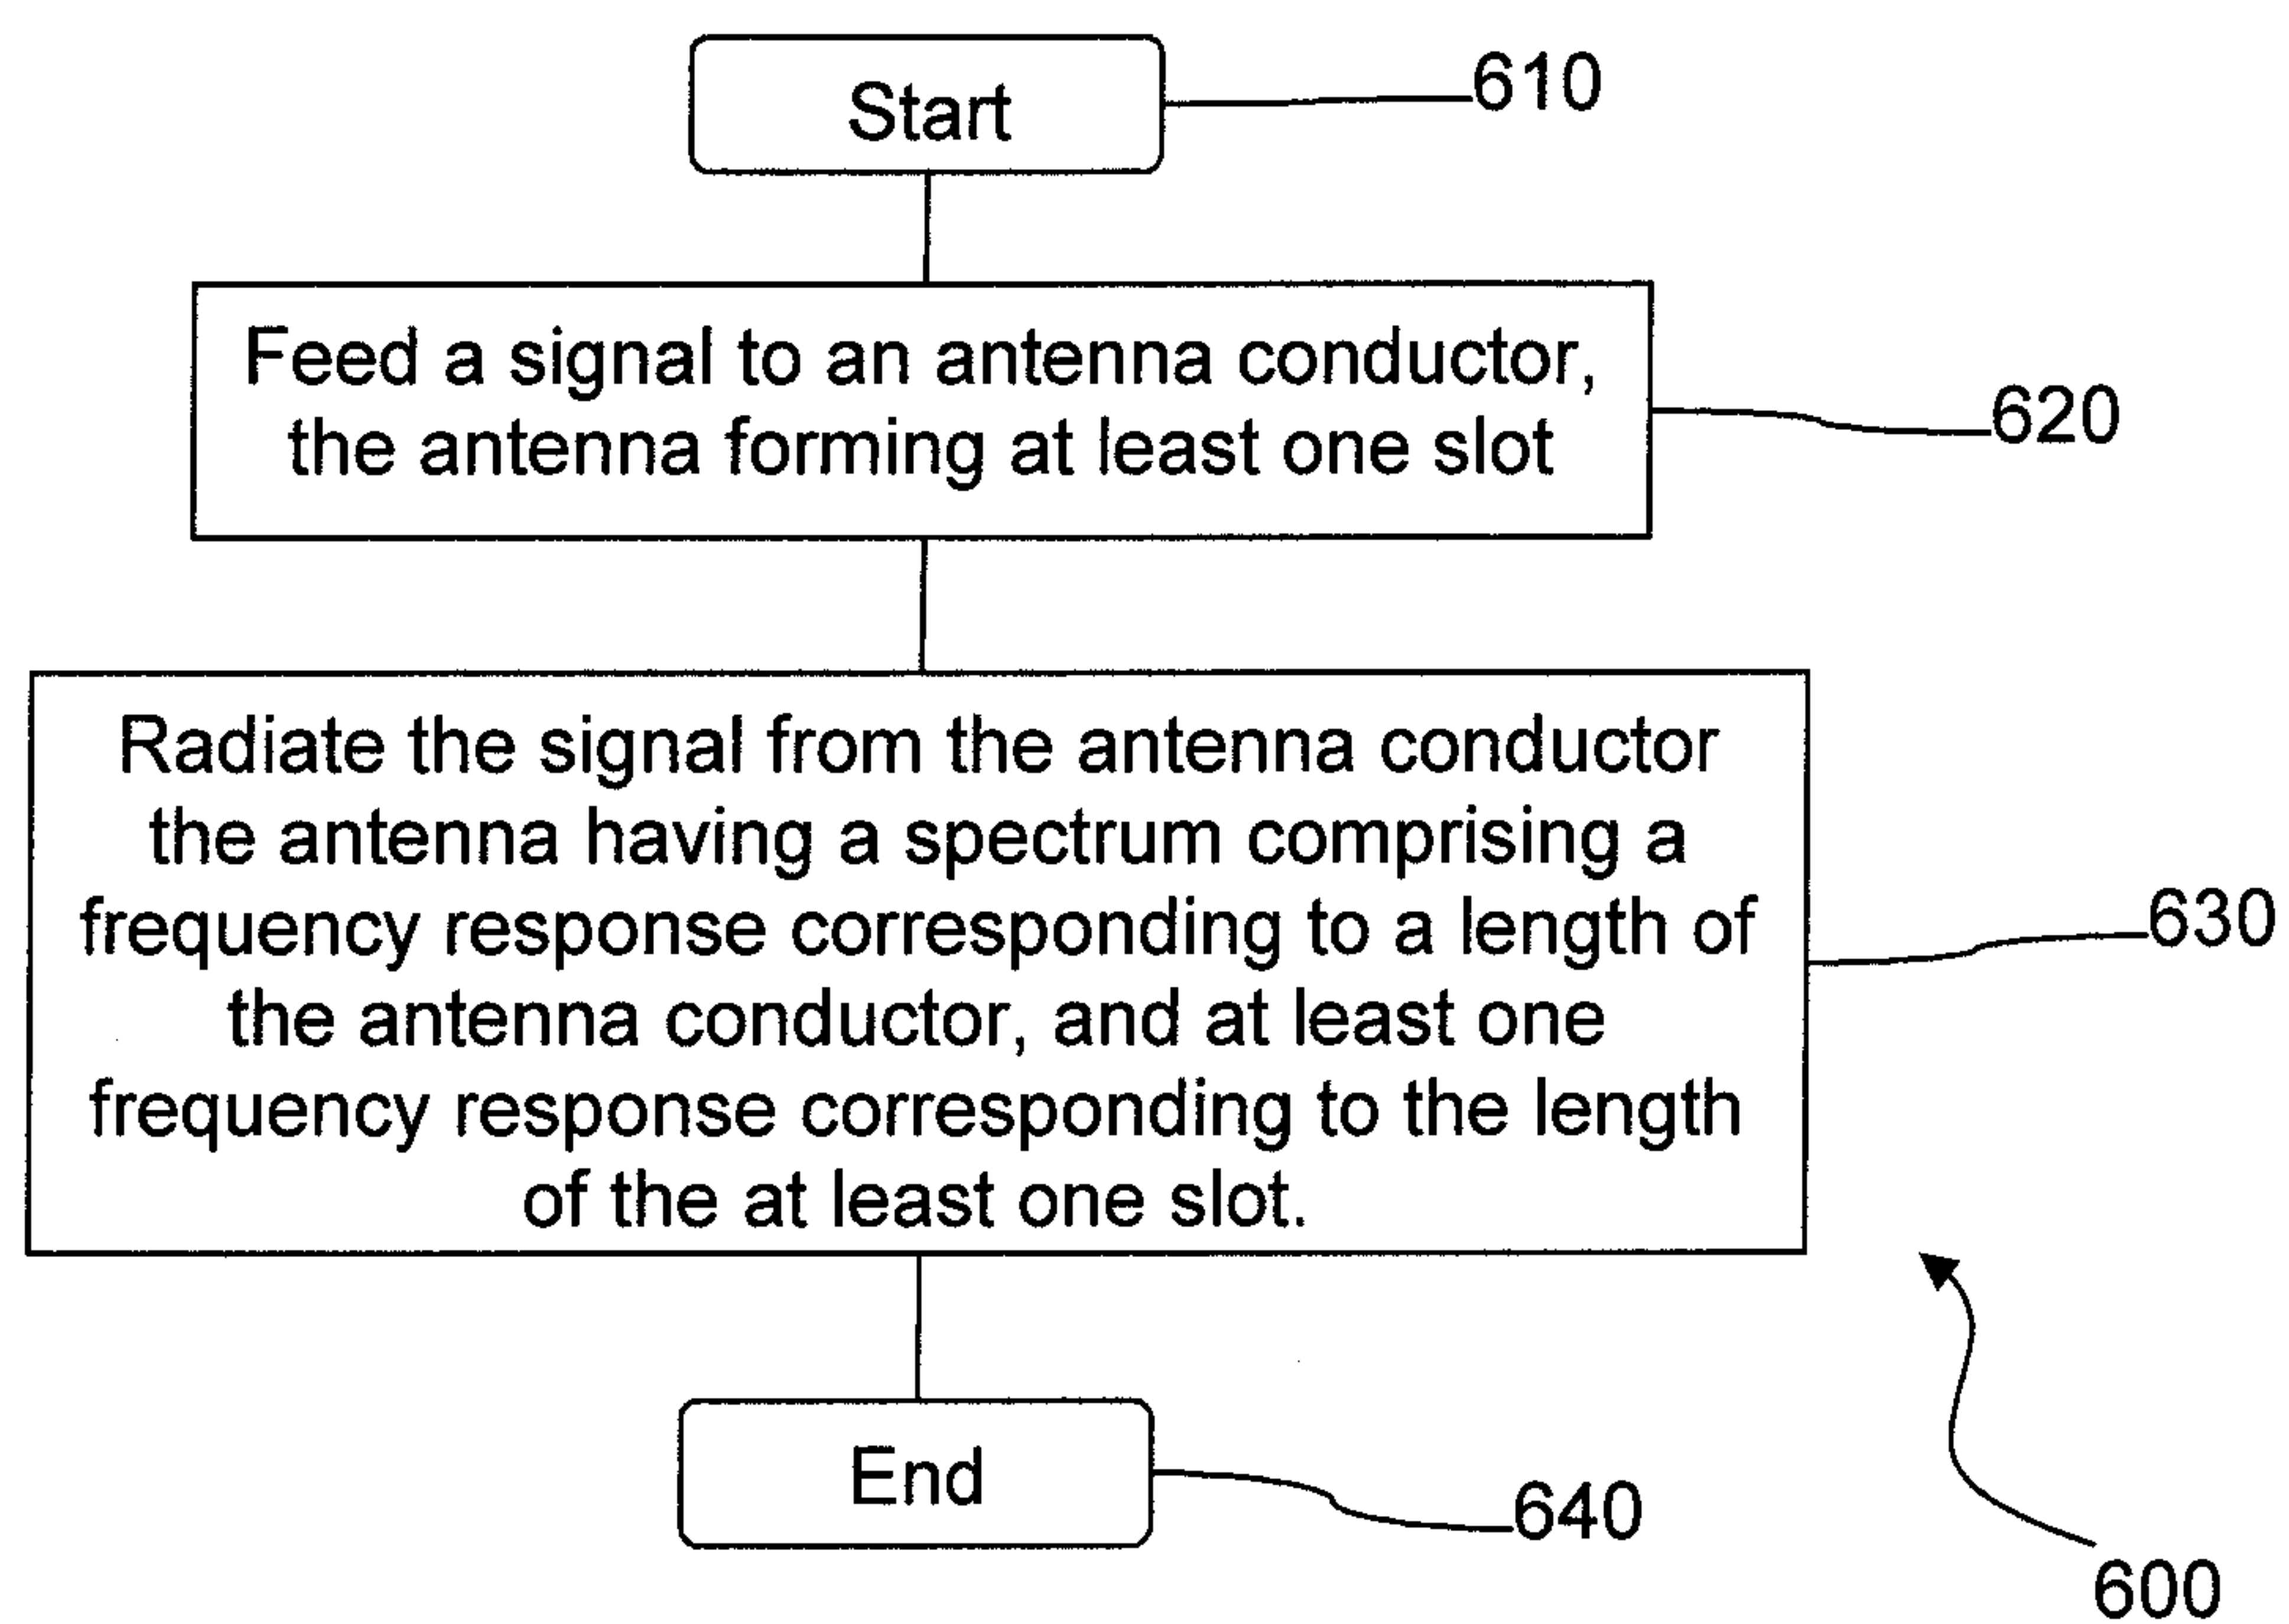 Start
610
Feed a signal to an antenna conductor,
the antenna forming at least one slot
620
Radiate the signal from the antenna conductor
the antenna having a spectrum comprising a
frequency response corresponding to a length of
the antenna conductor, and at least one
frequency response corresponding to the length
of the at least one slot.
630
End
640
600